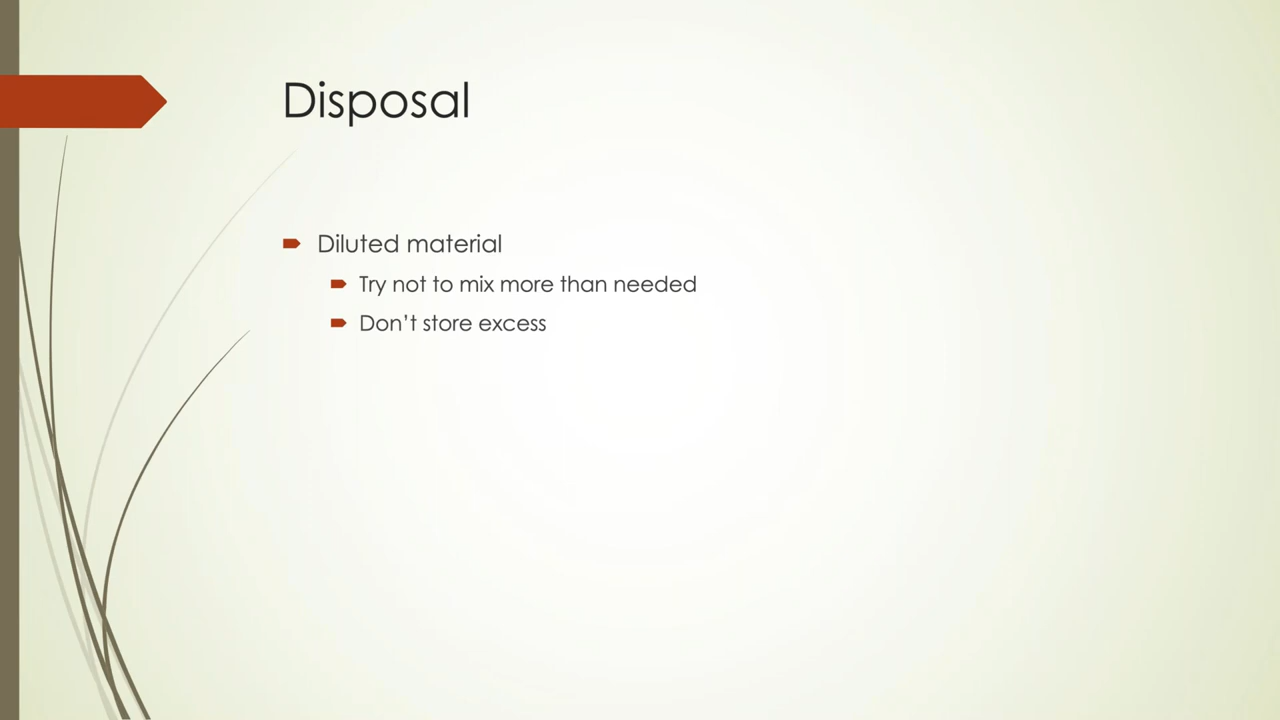 Disposal
Diluted material
Try not to mix more than needed
Don’t store excess